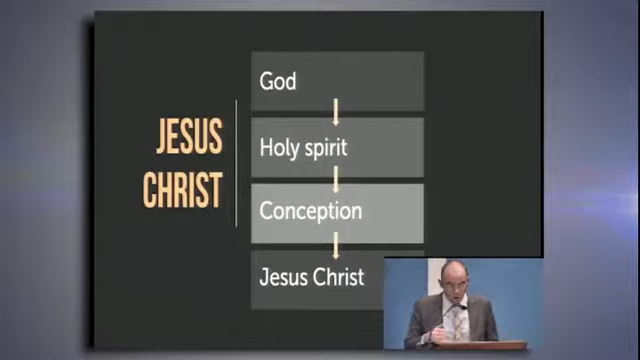 JESUS
CHRIST
God
Holy spirit
Conception
Jesus Christ